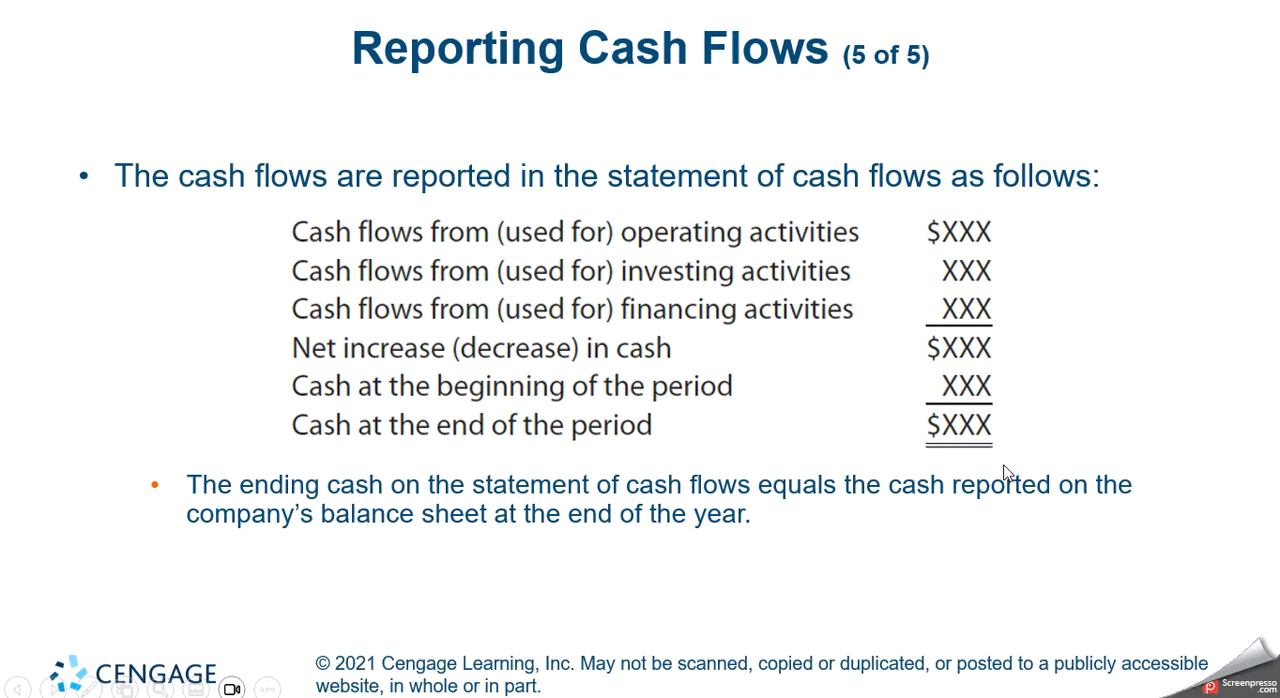 Reporting Cash Flows (5 of 5)
• The cash flows are reported in the statement of cash flows as follows:
Cash flows from (used for) operating activities $XXX
Cash flows from (used for) investing activities XXX
Cash flows from (used for) financing activities XXX
Net increase (decrease) in cash $XXX
Cash at the beginning of the period XXX
Cash at the end of the period $XXX
• The ending cash on the statement of cash flows equals the cash reported on the
company's balance sheet at the end of the year.
CENGAGE
© 2021 Cengage Learning, Inc. May not be scanned, copied or duplicated, or posted to a publicly accessible
website, in whole or in part.
Screenpresso
.com